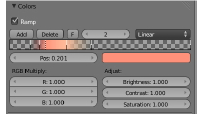 Colors
Ramp
Add Delete F 2 Linear
Pos: 0.201
RGB Multiply: Adjust:
R: 1.000 Brightness: 1.000
G: 1.000 Contrast: 1.000
B: 1.000 Saturation: 1.000